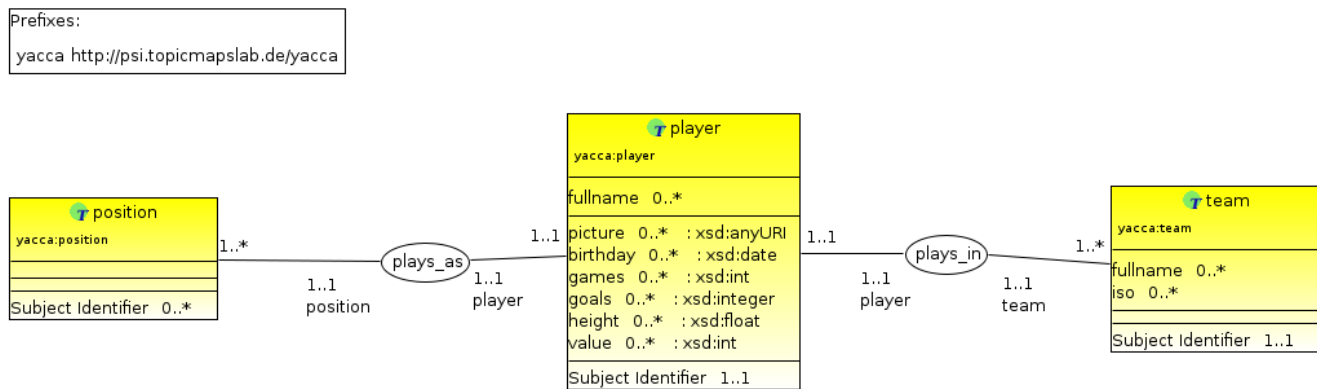 Prefixes:
yacca http://psi.topicmapslab.de/yacca
T position
yacca:position
Subject Identifier 0..*
1..*
1..1
position
plays_as
1..1
1..1
player
T player
yacca:player
fullname 0..*
picture 0..* : xsd:anyURI
birthday 0..* : xsd:date
games 0..* : xsd:int
goals 0..* : xsd:integer
height 0..* : xsd:float
value 0..* : xsd:int
Subject Identifier 1..1
1..1
1..1
player
plays_in
1..*
1..1
team
T team
yacca:team
fullname 0..*
iso 0..*
Subject Identifier 1..1